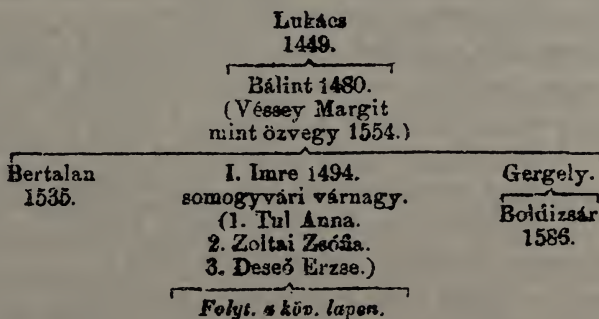 Lukács
1449.
Bálint 1480.
(Véssey Margit
mint özvegy 1554.)
Bertalan
1535.
I. Imre 1494.
somogyvári várnagy.
(1. Tul Anna.
2. Zoltai Zsófia.
3. Deseő Erzse.)
Folyt. a köv. lapen.
Gergely.
Boldizsár
1586.